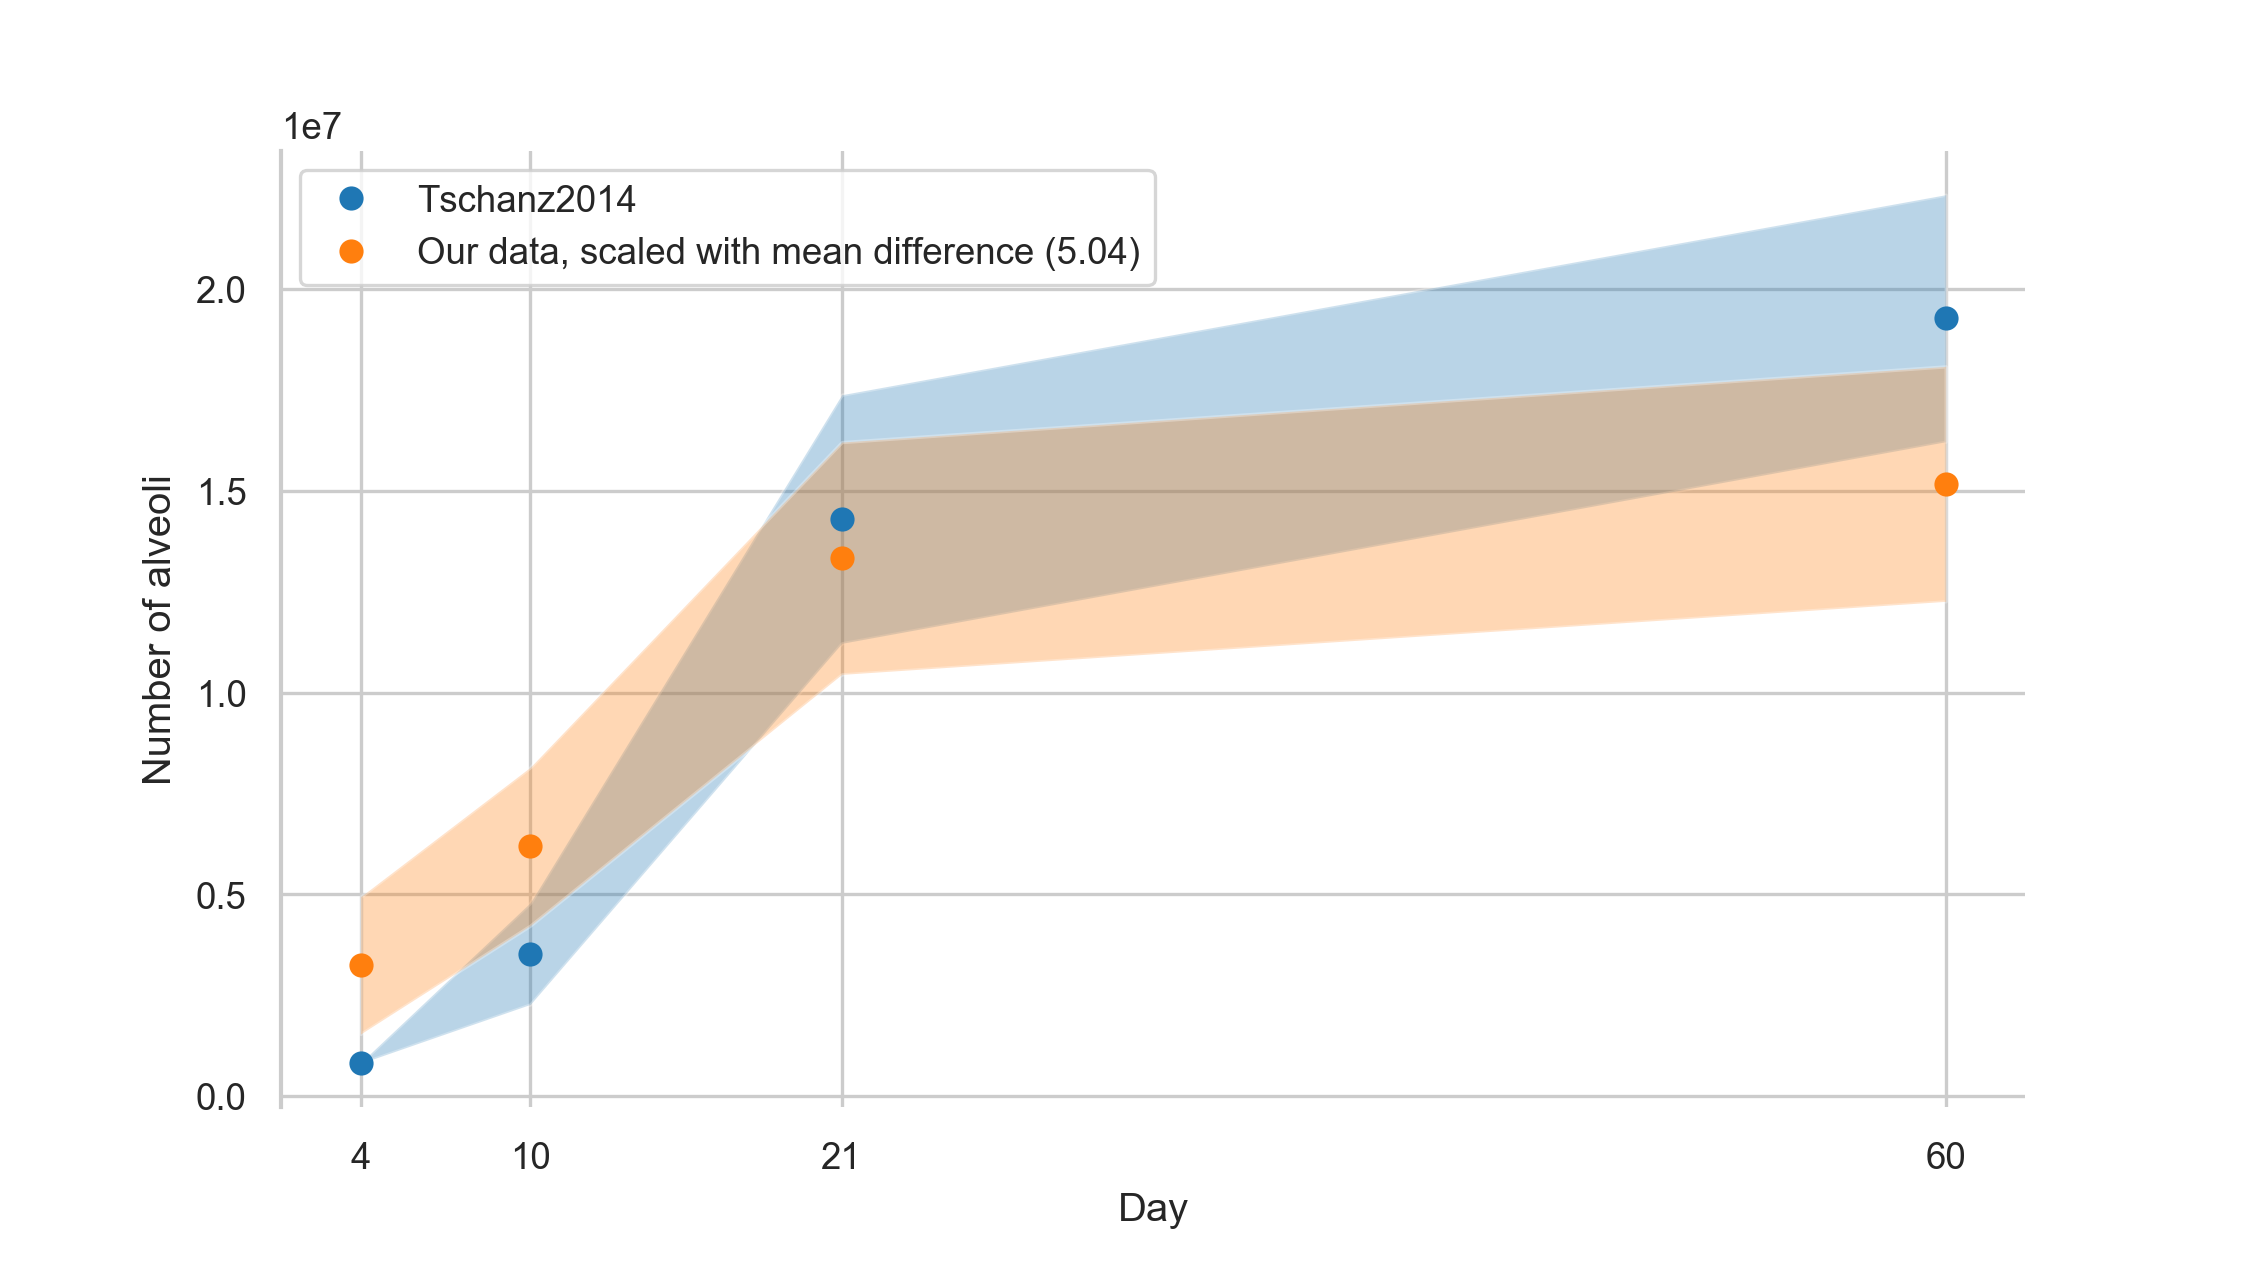 1e7
Tschanz2014
Our data, scaled with mean difference (5.04)
2.0
1.5
1.0
0.5
0.0
Number of alveoli
4 10 21 60
Day